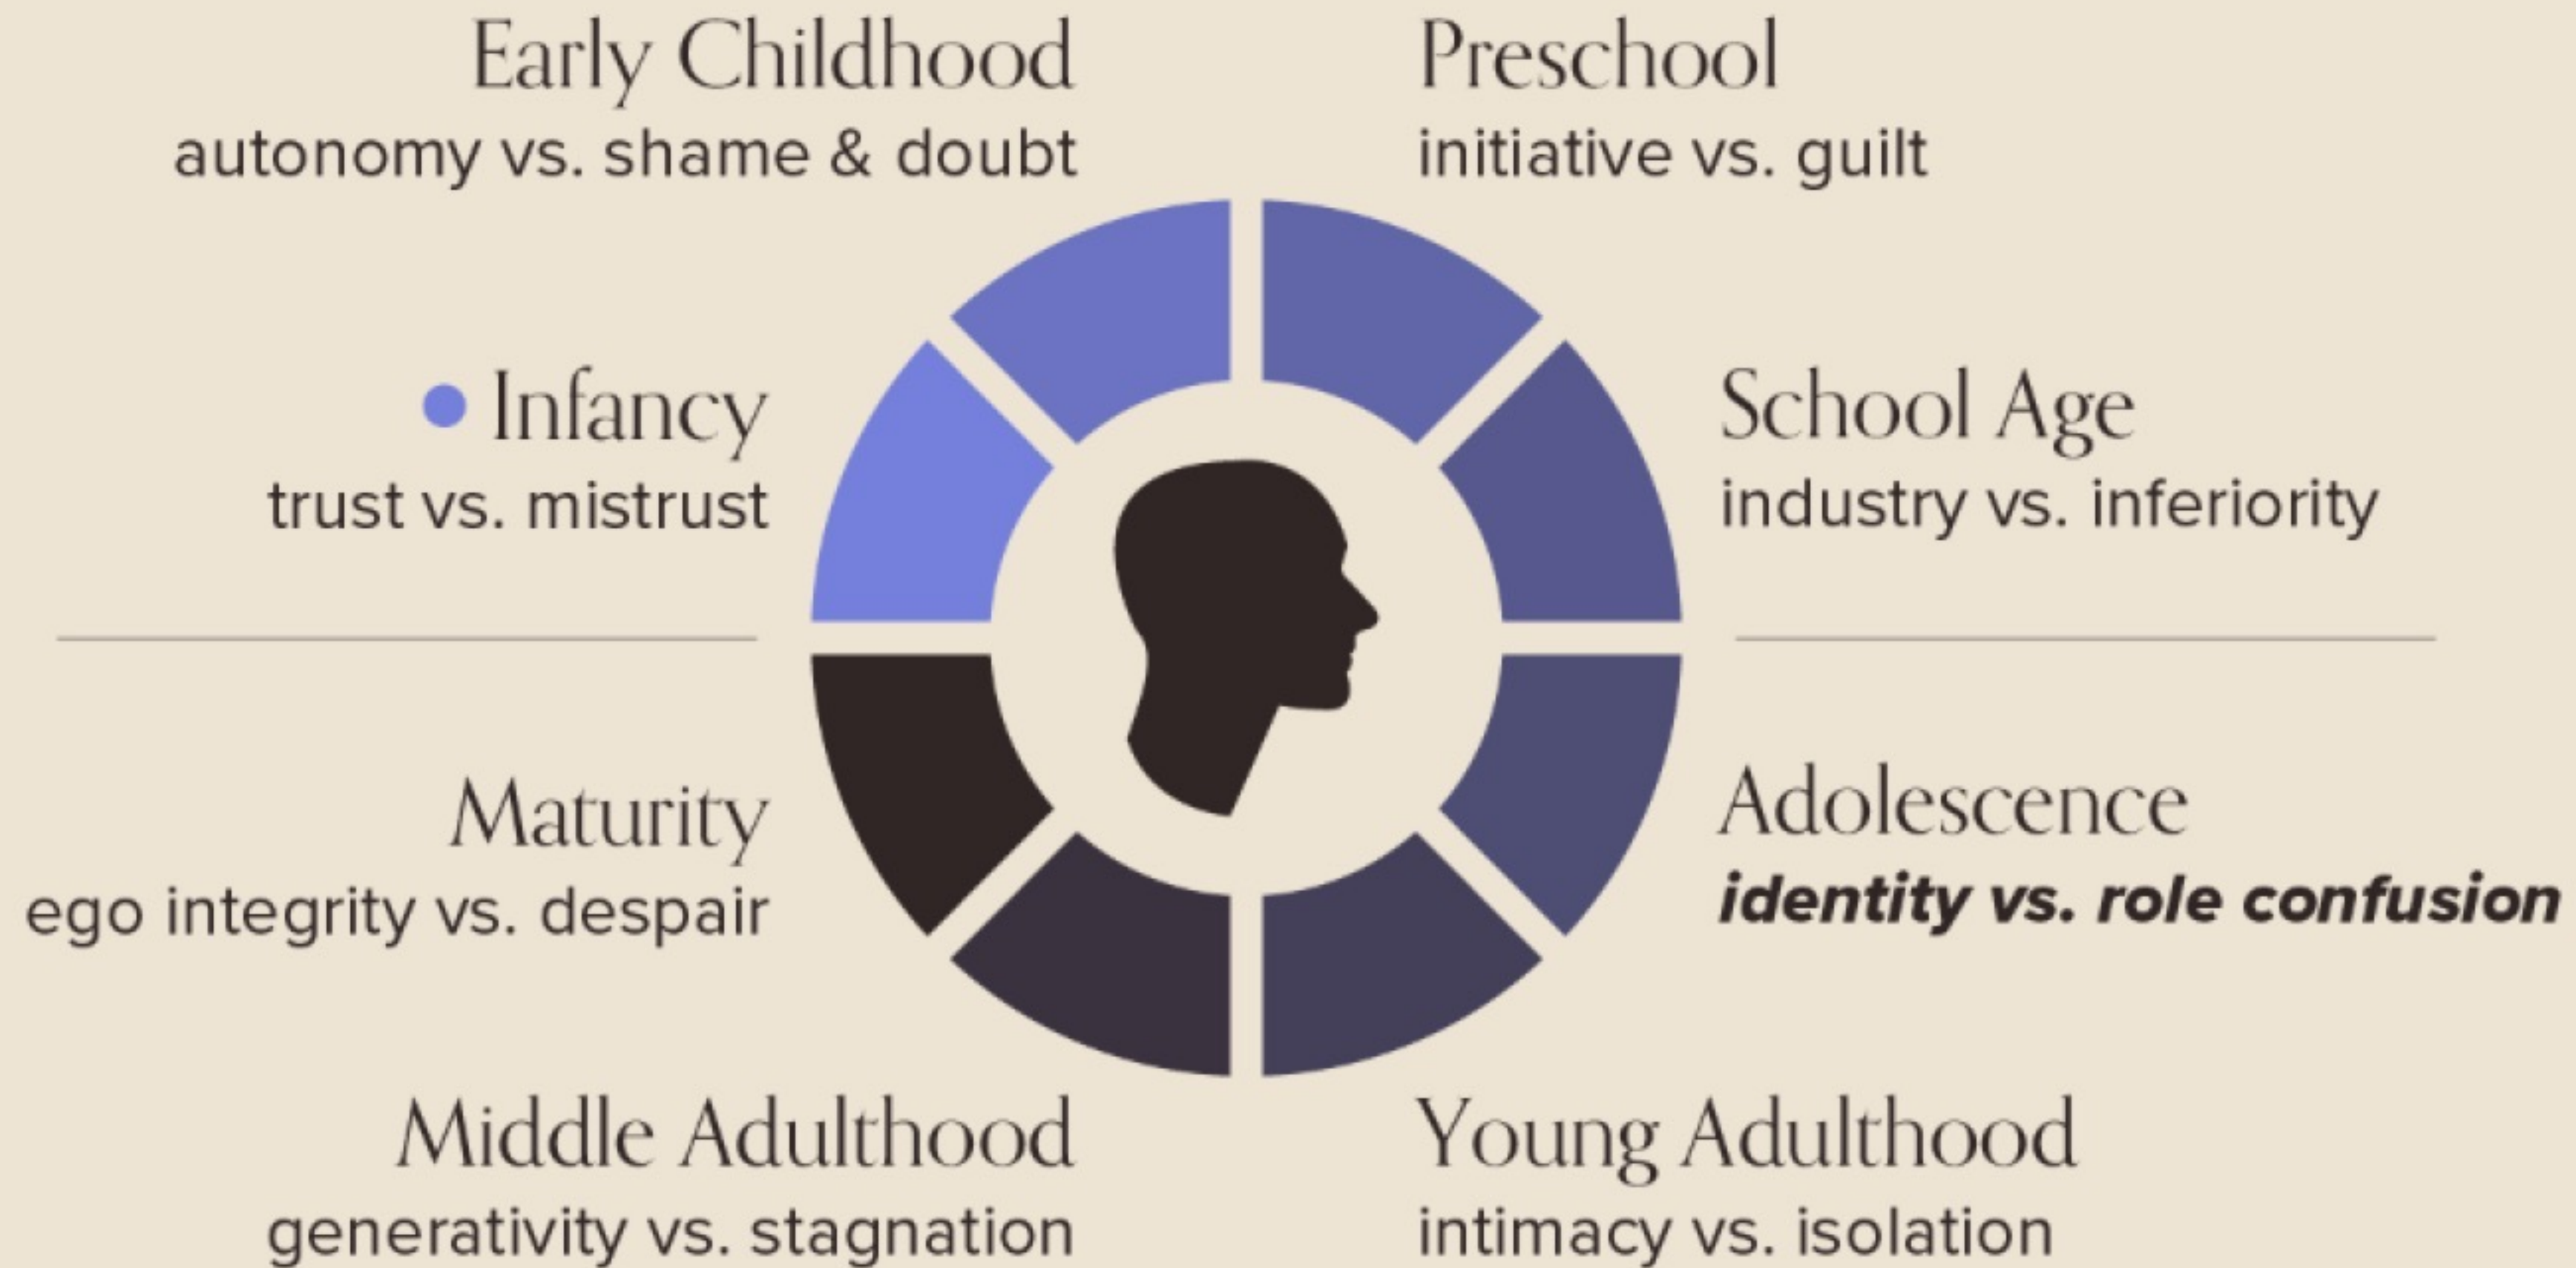 Early Childhood
autonomy vs. shame & doubt
Preschool
initiative vs. guilt
Infancy
trust vs. mistrust
School Age
industry vs. inferiority
Maturity
ego integrity vs. despair
Adolescence
identity vs. role confusion
Middle Adulthood
generativity vs. stagnation
Young Adulthood
intimacy vs. isolation